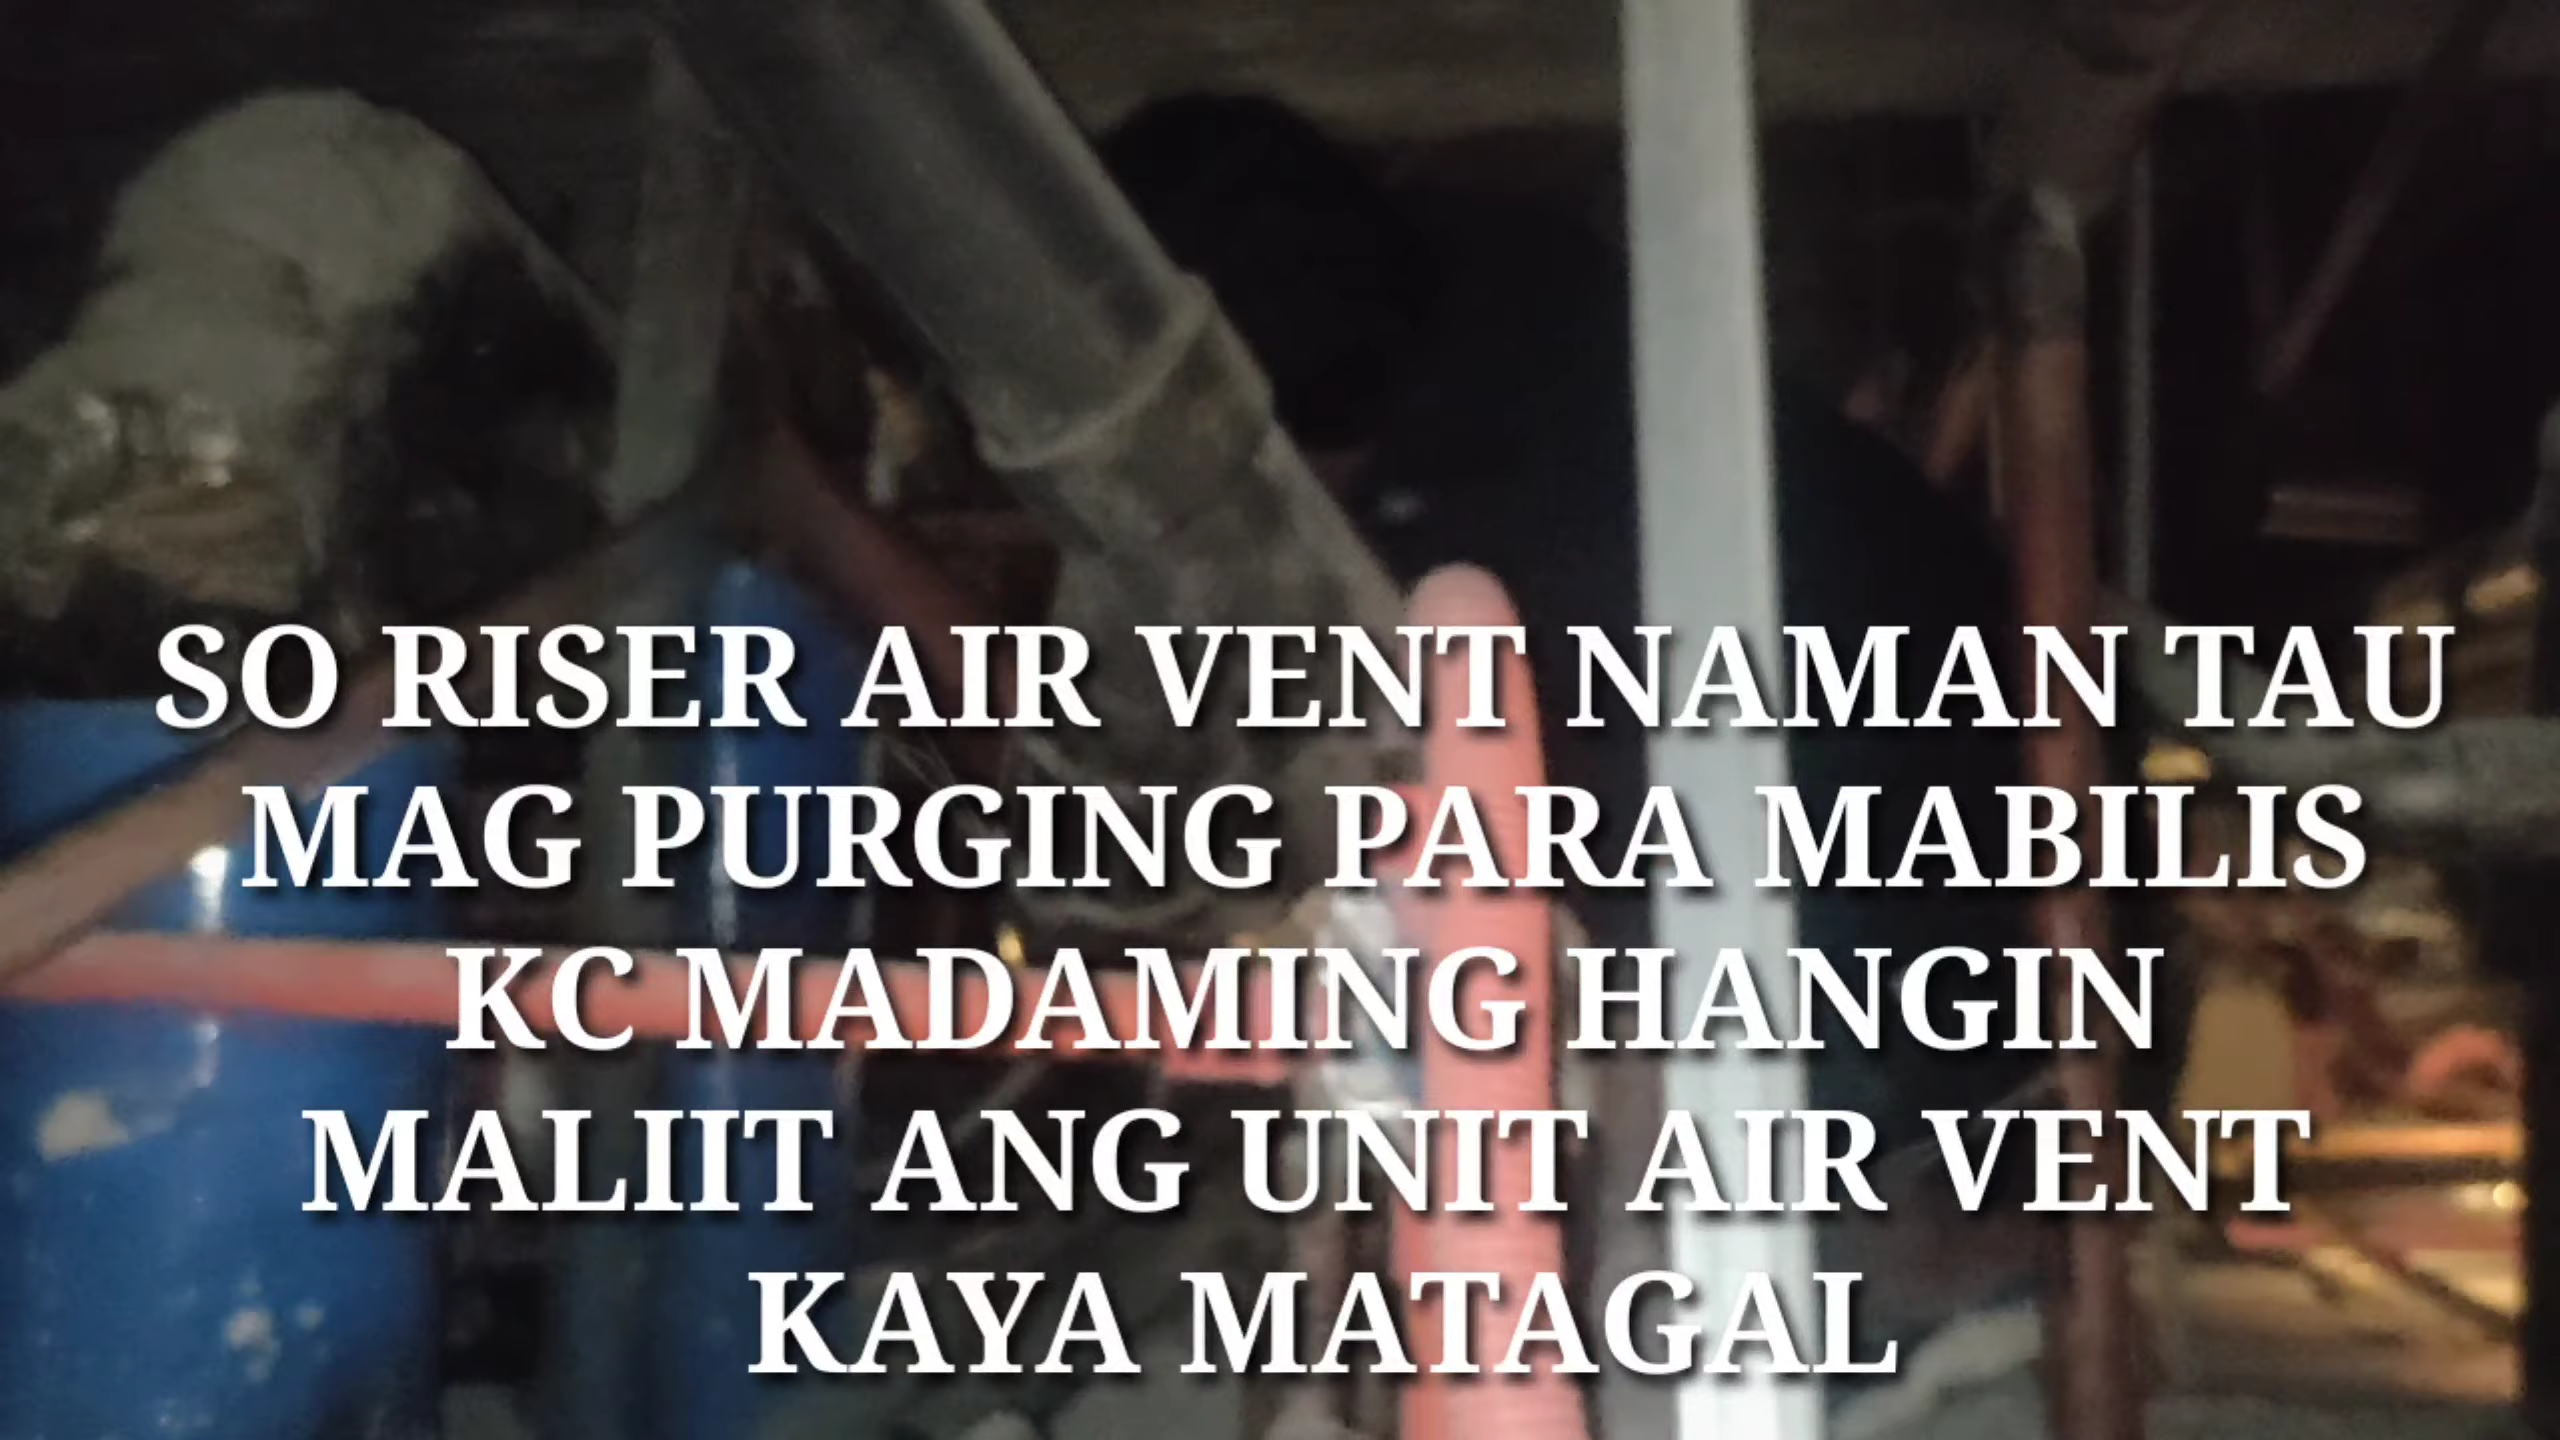 SO RISER AIR VENT NAMAN TAU
MAG PURGING PARA MABILIS
KC MADAMING HANGIN
MALIIT ANG UNIT AIR VENT
KAYA MATAGAL